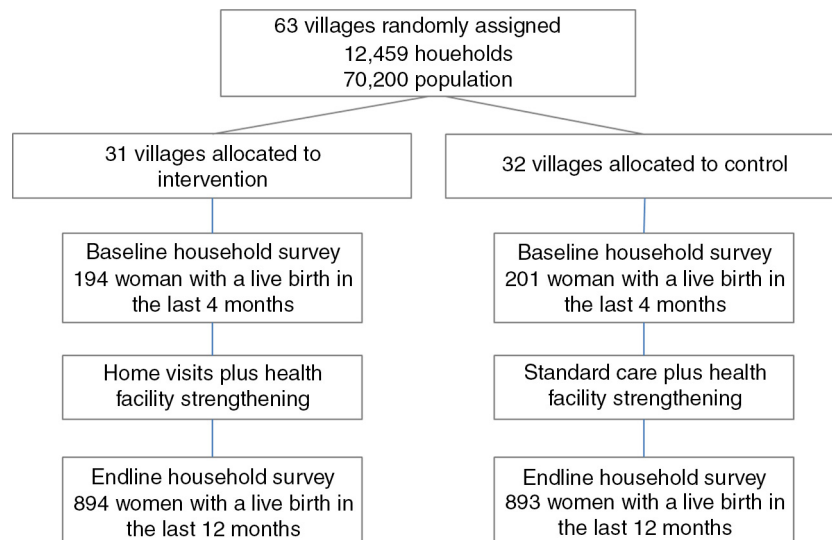 63 villages randomly assigned
12,459 houeholds
70,200 population
31 villages allocated to
intervention
32 villages allocated to control
Baseline household survey
194 woman with a live birth in
the last 4 months
Baseline household survey
201 woman with a live birth in
the last 4 months
Home visits plus health
facility strengthening
Standard care plus health
facility strengthening
Endline household survey
894 women with a live birth in
the last 12 months
Endline household survey
893 women with a live birth in
the last 12 months